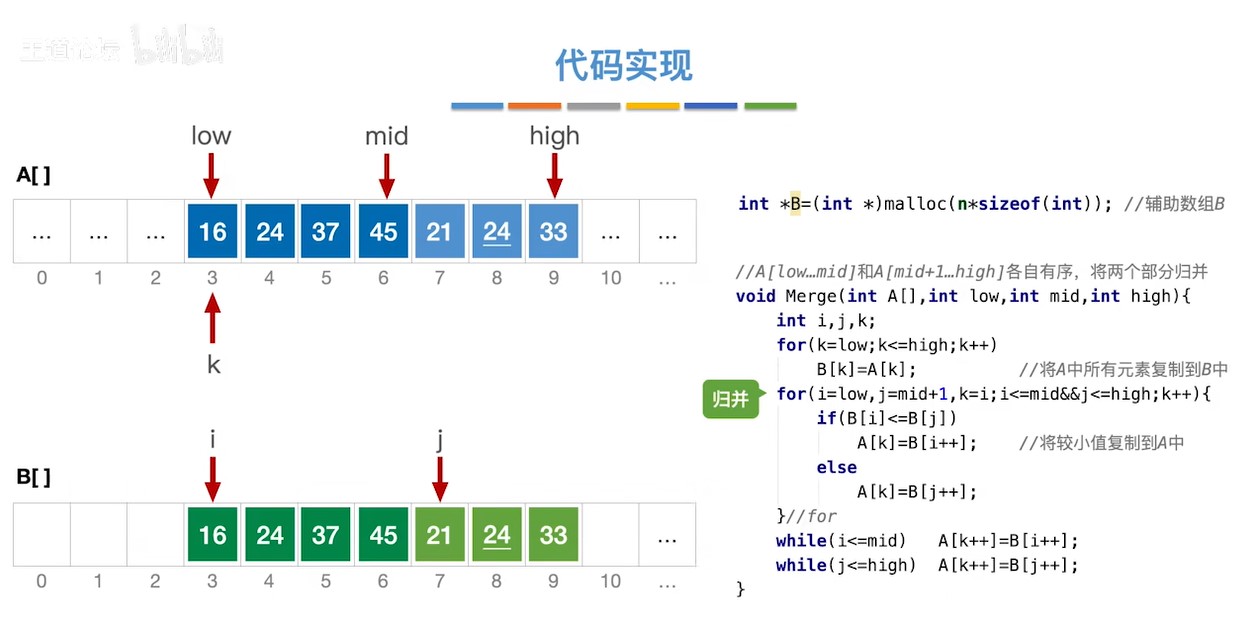 王道论坛 bilibili
代码实现
low mid high
A[ ]
... ... ... 16 24 37 45 21 24 33 ... ...
0 1 2 3 4 5 6 7 8 9 10 ...
k
i j
B[ ]
16 24 37 45 21 24 33 ...
0 1 2 3 4 5 6 7 8 9 10 ...
int *B=(int *)malloc(n*sizeof(int)); //辅助数组B
//A[low…mid]和A[mid+1…high]各自有序，将两个部分归并
void Merge(int A[],int low,int mid,int high){
int i,j,k;
for(k=low;k<=high;k++)
B[k]=A[k]; //将A中所有元素复制到B中
归并
for(i=low,j=mid+1,k=i;i<=mid&&j<=high;k++){
if(B[i]<=B[j])
A[k]=B[i++]; //将较小值复制到A中
else
A[k]=B[j++];
}//for
while(i<=mid) A[k++]=B[i++];
while(j<=high) A[k++]=B[j++];
}